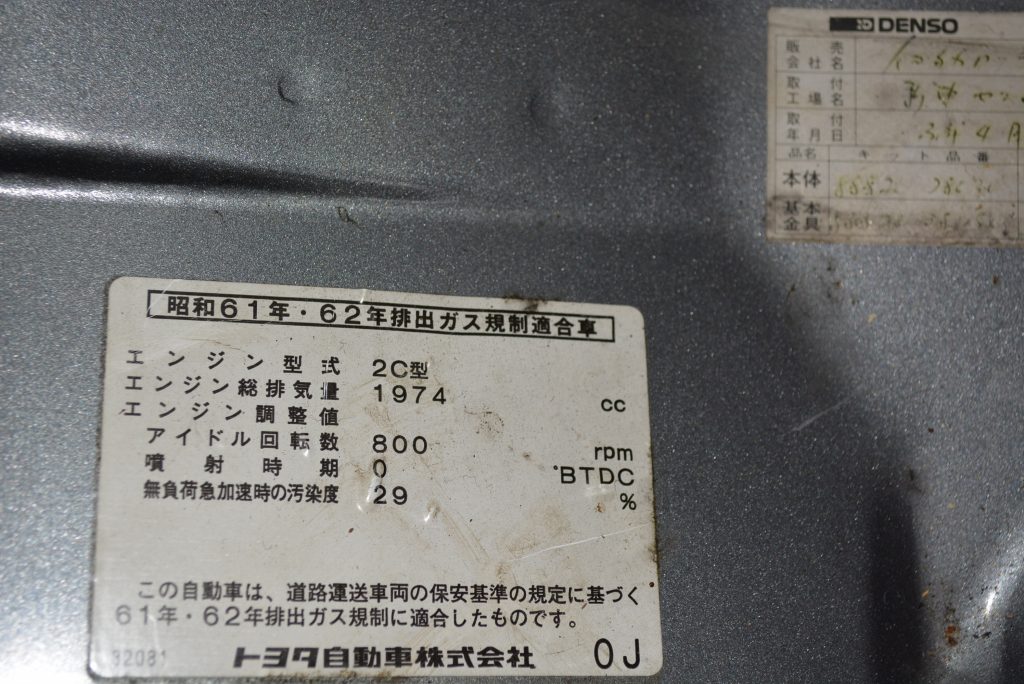 DENSO
販売会社名
取付工場名
取付年月日 4月
品名 キット品番
本体
基本金具
昭和61年・62年排出ガス規制適合車
エンジン型式 2C型
エンジン総排気量 1974 cc
エンジン調整値
アイドル回転数 800 rpm
噴射時期 0 °BTDC
無負荷急加速時の汚染度 29 %
この自動車は、道路運送車両の保安基準の規定に基づく
61年・62年排出ガス規制に適合したものです。
トヨタ自動車株式会社 0J